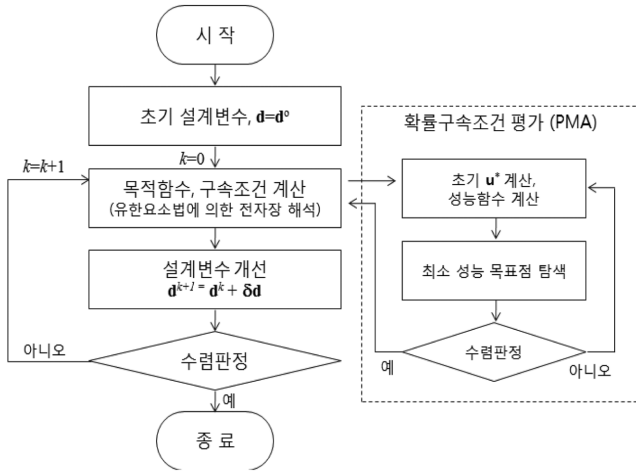 시 작
초기 설계변수, d=d⁰
k=0
k=k+1
목적함수, 구속조건 계산
(유한요소법에 의한 전자장 해석)
설계변수 개선
dᵏ⁺¹ = dᵏ + δd
수렴판정
아니오
예
종 료
확률구속조건 평가 (PMA)
초기 u* 계산,
성능함수 계산
최소 성능 목표점 탐색
수렴판정
예
아니오